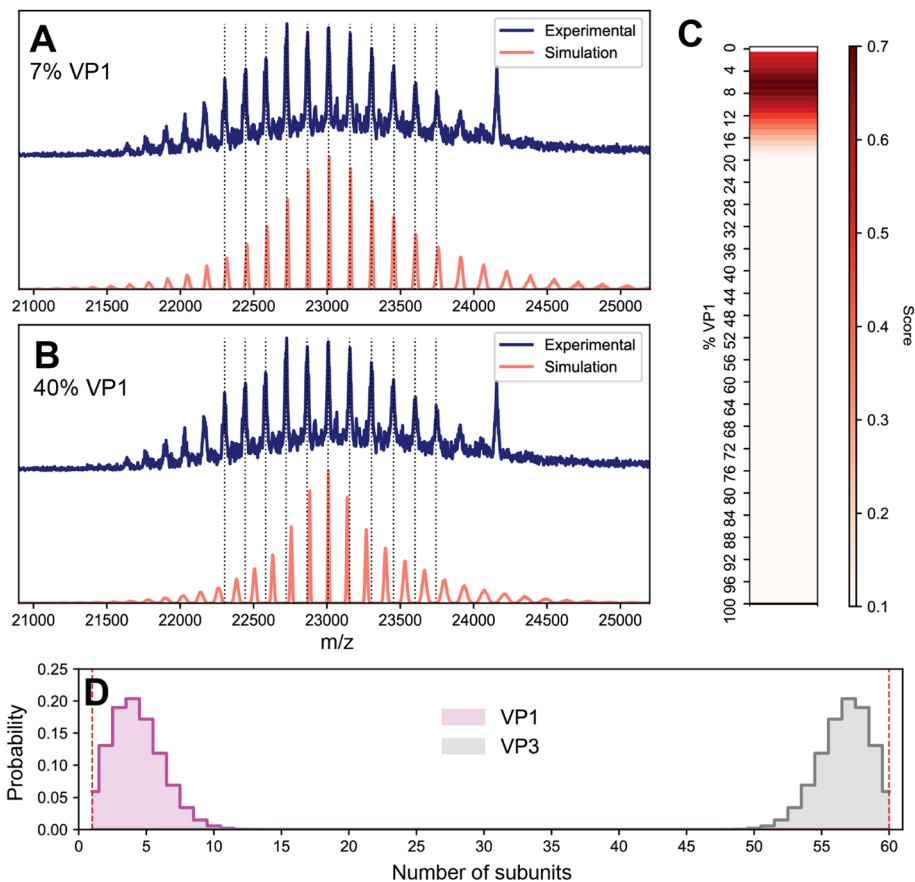 A
7% VP1
Experimental
Simulation
21000 21500 22000 22500 23000 23500 24000 24500 25000
B
40% VP1
Experimental
Simulation
21000 21500 22000 22500 23000 23500 24000 24500 25000
m/z
C
0
4
8
12
16
20
24
28
32
36
40
44
48
52
56
60
64
68
72
76
80
84
88
92
96
100
% VP1
0.7
0.6
0.5
0.4
0.3
0.2
0.1
Score
D
VP1
VP3
0.25
0.20
0.15
0.10
0.05
0.00
Probability
0 5 10 15 20 25 30 35 40 45 50 55 60
Number of subunits